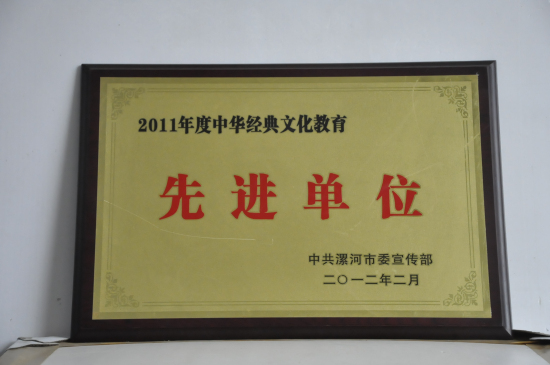 2011年度中华经典文化教育
先进单位
中共漯河市委宣传部
二〇一二年二月